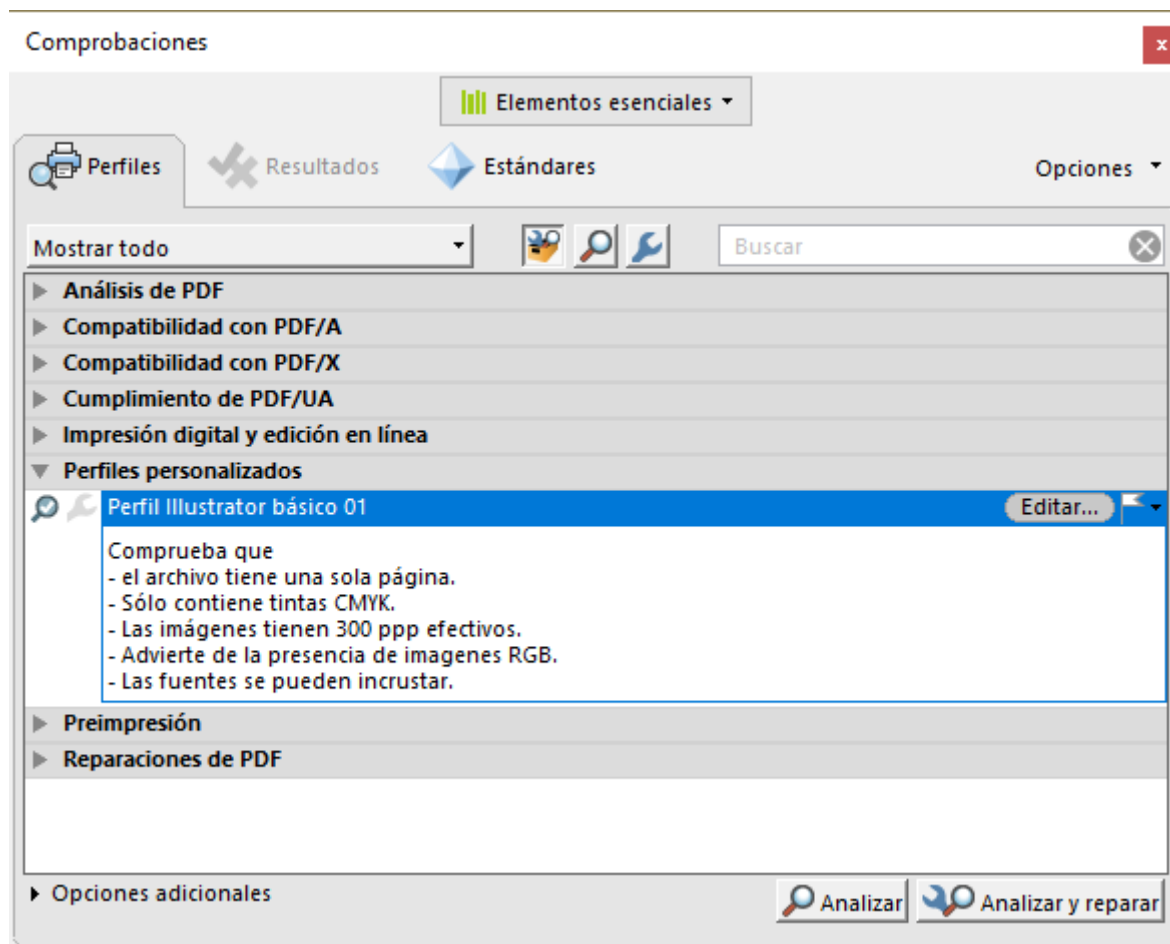 Comprobaciones
x
Elementos esenciales
Perfiles
Resultados
Estándares
Opciones
Mostrar todo
Buscar
Análisis de PDF
Compatibilidad con PDF/A
Compatibilidad con PDF/X
Cumplimiento de PDF/UA
Impresión digital y edición en línea
Perfiles personalizados
Perfil Illustrator básico 01
Editar...
Comprueba que
- el archivo tiene una sola página.
- Sólo contiene tintas CMYK.
- Las imágenes tienen 300 ppp efectivos.
- Advierte de la presencia de imagenes RGB.
- Las fuentes se pueden incrustar.
Preimpresión
Reparaciones de PDF
Opciones adicionales
Analizar
Analizar y reparar